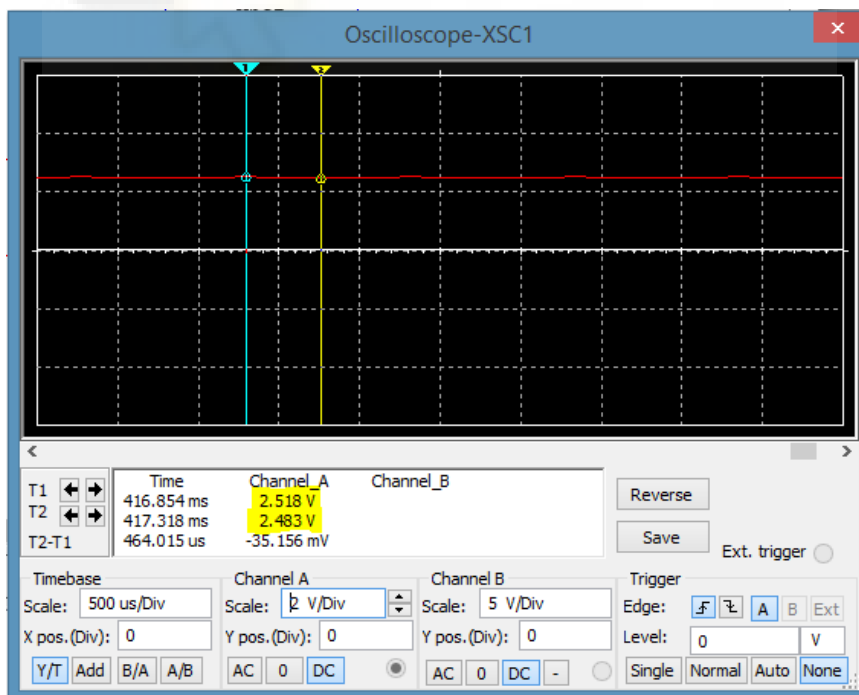 Oscilloscope-XSC1
1 2
Time Channel_A Channel_B
T1 416.854 ms 2.518 V
T2 417.318 ms 2.483 V
T2-T1 464.015 us -35.156 mV
Reverse
Save
Ext. trigger
Timebase
Scale: 500 us/Div
X pos.(Div): 0
Y/T Add B/A A/B
Channel A
Scale: 2 V/Div
Y pos.(Div): 0
AC 0 DC
Channel B
Scale: 5 V/Div
Y pos.(Div): 0
AC 0 DC -
Trigger
Edge: A B Ext
Level: 0 V
Single Normal Auto None